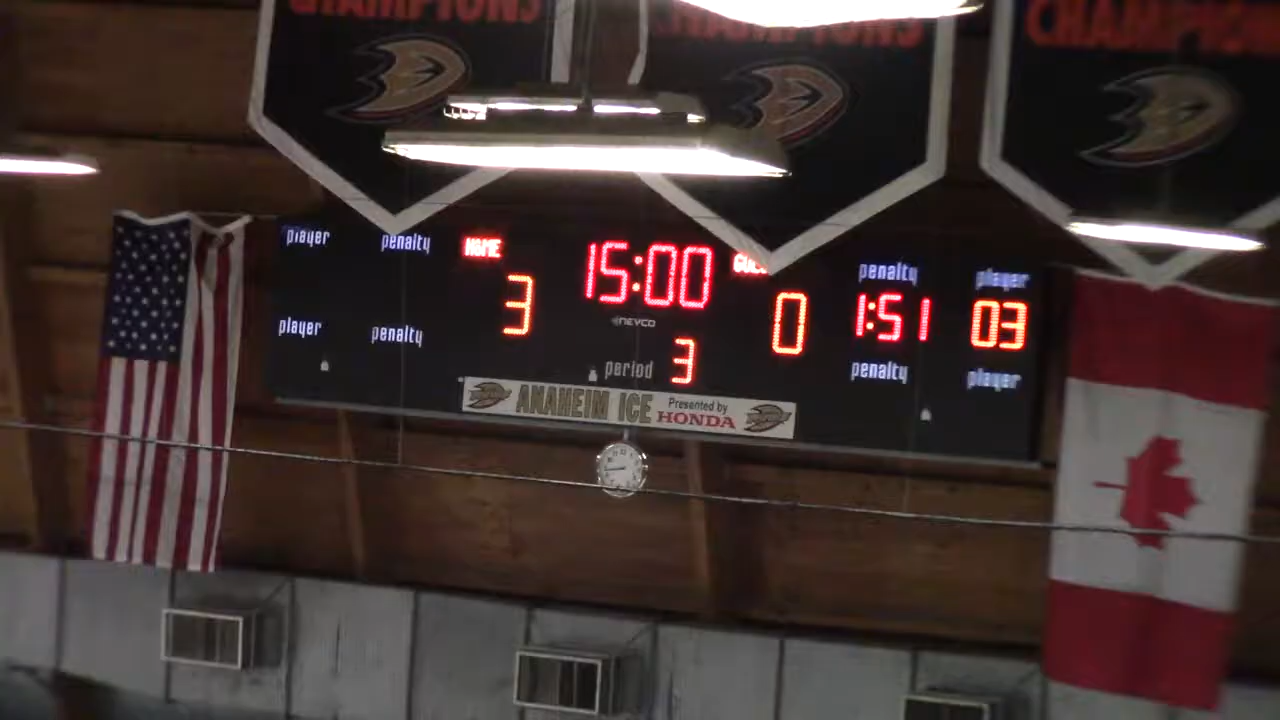 CHAMPIONS CHAMPIONS CHAMPIONS
player penalty HOME 15:00 penalty player
3 0 1:51 03
NEVCO
player penalty period 3 penalty player
ANAHEIM ICE Presented by HONDA